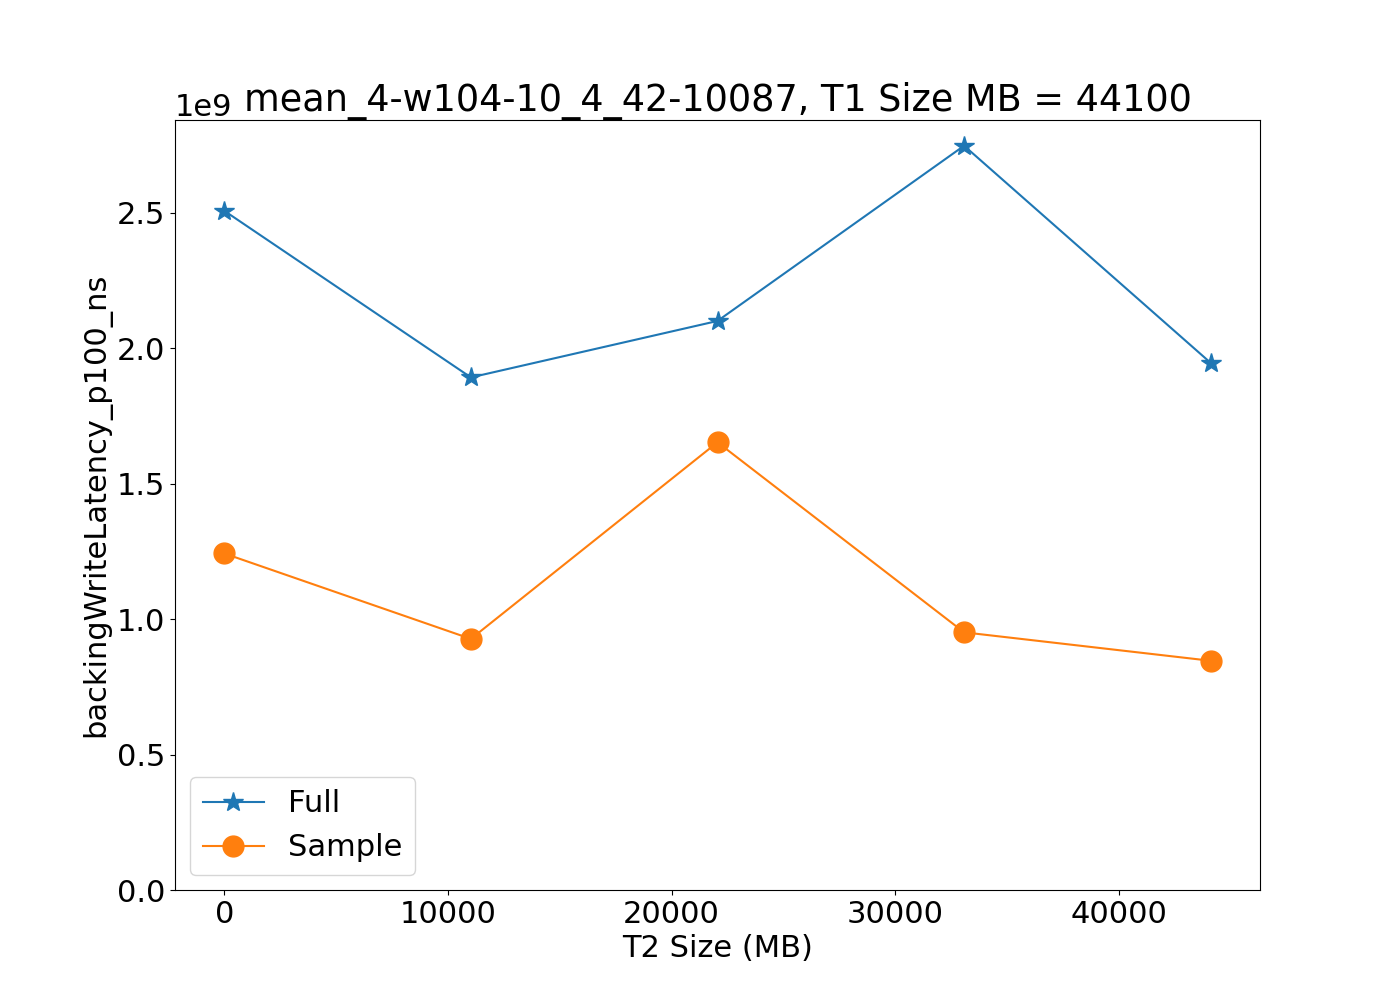 1e9
mean_4-w104-10_4_42-10087, T1 Size MB = 44100
backingWriteLatency_p100_ns
2.5
2.0
1.5
1.0
0.5
0.0
Full
Sample
0 10000 20000 30000 40000
T2 Size (MB)